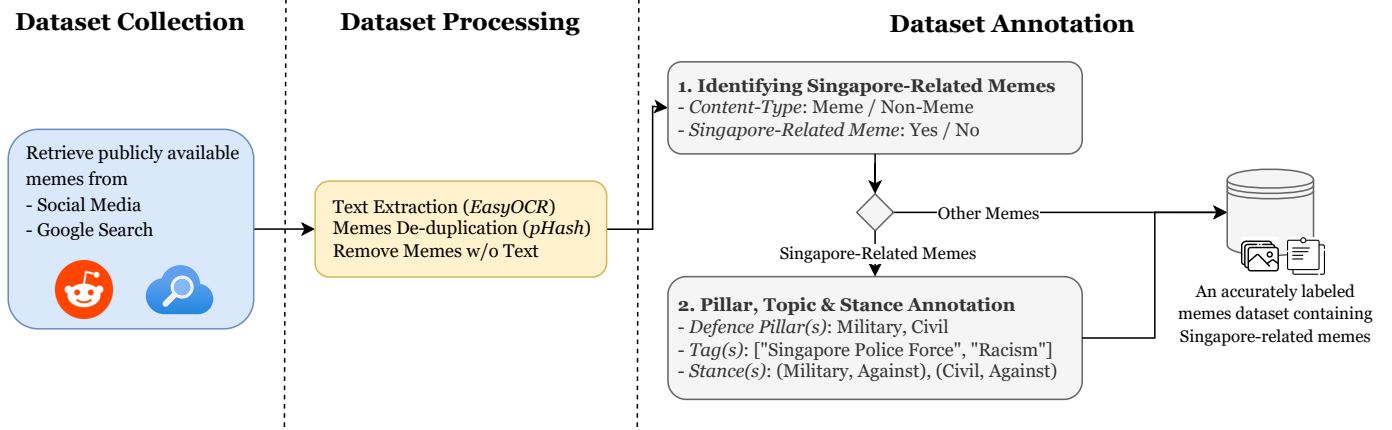 Dataset Collection
Dataset Processing
Dataset Annotation
Retrieve publicly available
memes from
- Social Media
- Google Search
Text Extraction (EasyOCR)
Memes De-duplication (pHash)
Remove Memes w/o Text
1. Identifying Singapore-Related Memes
- Content-Type: Meme / Non-Meme
- Singapore-Related Meme: Yes / No
Other Memes
Singapore-Related Memes
2. Pillar, Topic & Stance Annotation
- Defence Pillar(s): Military, Civil
- Tag(s): ["Singapore Police Force", "Racism"]
- Stance(s): (Military, Against), (Civil, Against)
An accurately labeled
memes dataset containing
Singapore-related memes